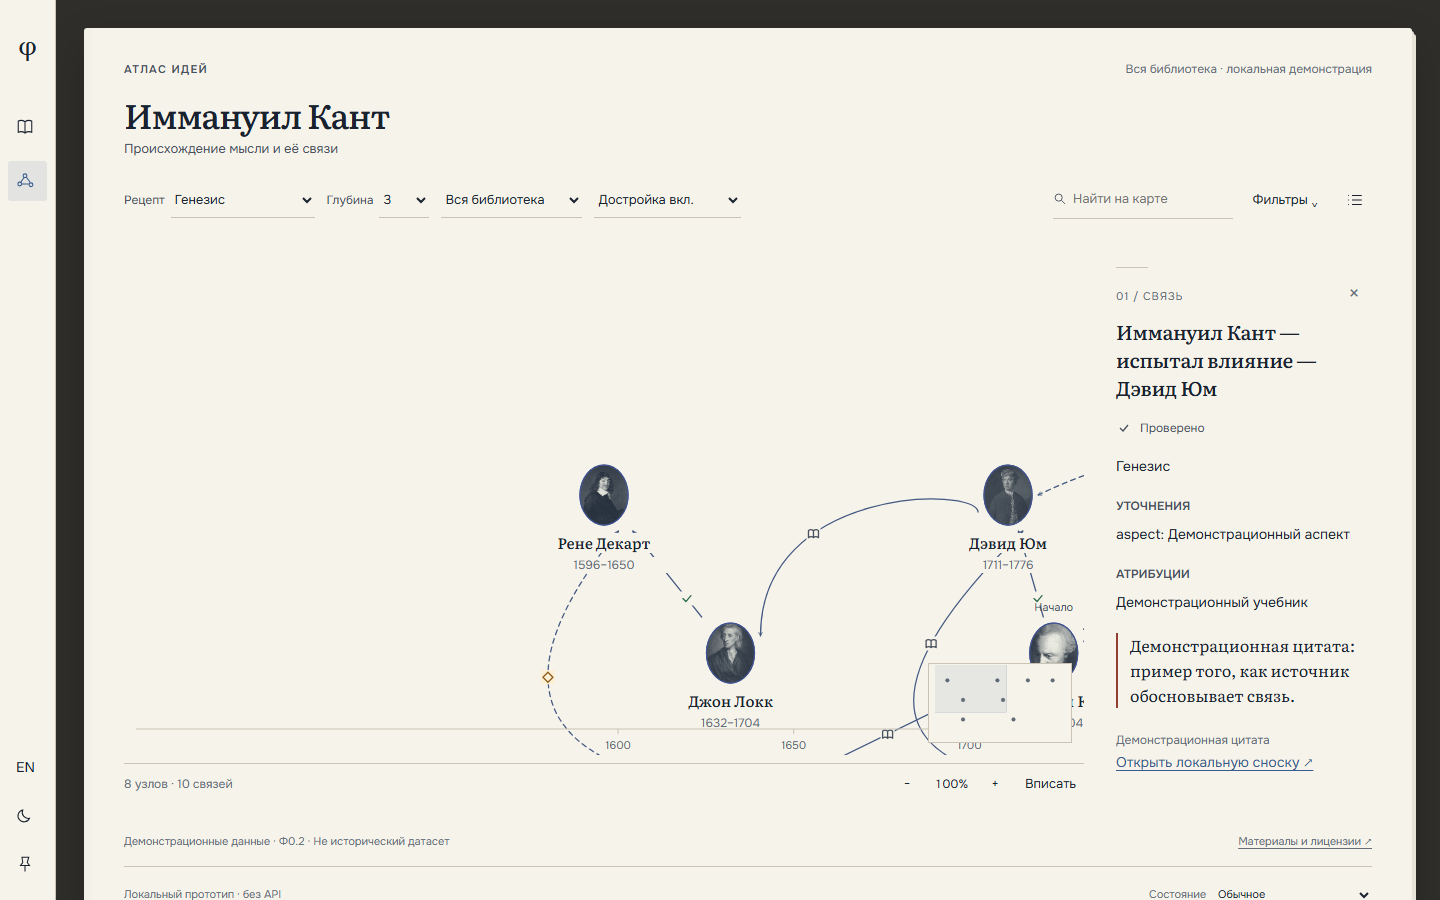 φ
АТЛАС ИДЕЙ
Вся библиотека · локальная демонстрация
Иммануил Кант
Происхождение мысли и её связи
Рецепт Генезис Глубина 3 Вся библиотека Достройка вкл.
Найти на карте Фильтры
01 / СВЯЗЬ ×
Иммануил Кант —
испытал влияние —
Дэвид Юм
Проверено
Генезис
УТОЧНЕНИЯ
aspect: Демонстрационный аспект
АТРИБУЦИИ
Демонстрационный учебник
Демонстрационная цитата:
пример того, как источник
обосновывает связь.
Демонстрационная цитата
Открыть локальную сноску ↗
Рене Декарт
1596–1650
Дэвид Юм
1711–1776
Начало
Джон Локк
1632–1704
К
04
1600 1650 1700
8 узлов · 10 связей
− 100% + Вписать
EN
Демонстрационные данные · Ф0.2 · Не исторический датасет
Материалы и лицензии ↗
Локальный прототип · без API
Состояние Обычное